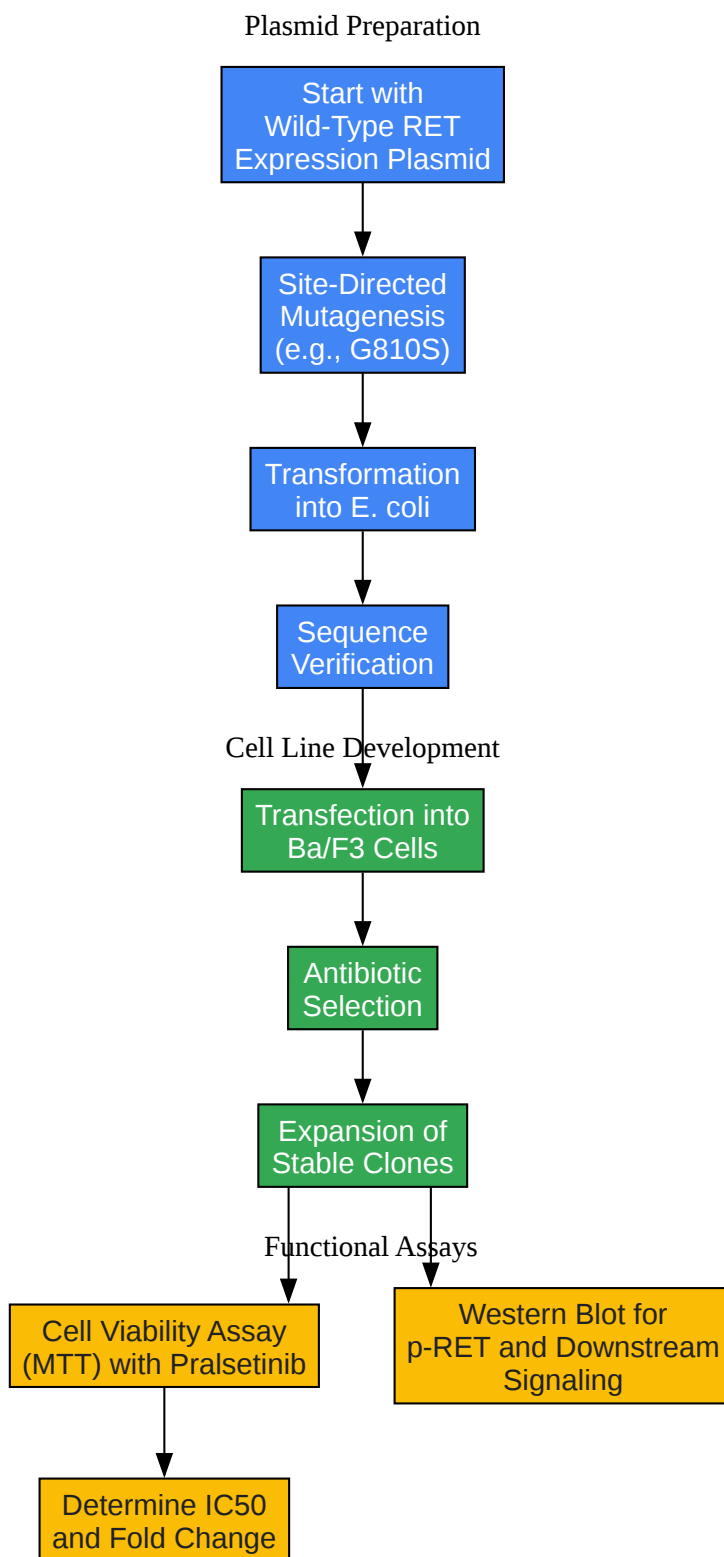 Plasmid Preparation
Start with
Wild-Type RET
Expression Plasmid
Site-Directed
Mutagenesis
(e.g., G810S)
Transformation
into E. coli
Sequence
Verification
Cell Line Development
Transfection into
Ba/F3 Cells
Antibiotic
Selection
Expansion of
Stable Clones
Functional Assays
Cell Viability Assay
(MTT) with Pralsetinib
Western Blot for
p-RET and Downstream
Signaling
Determine IC50
and Fold Change